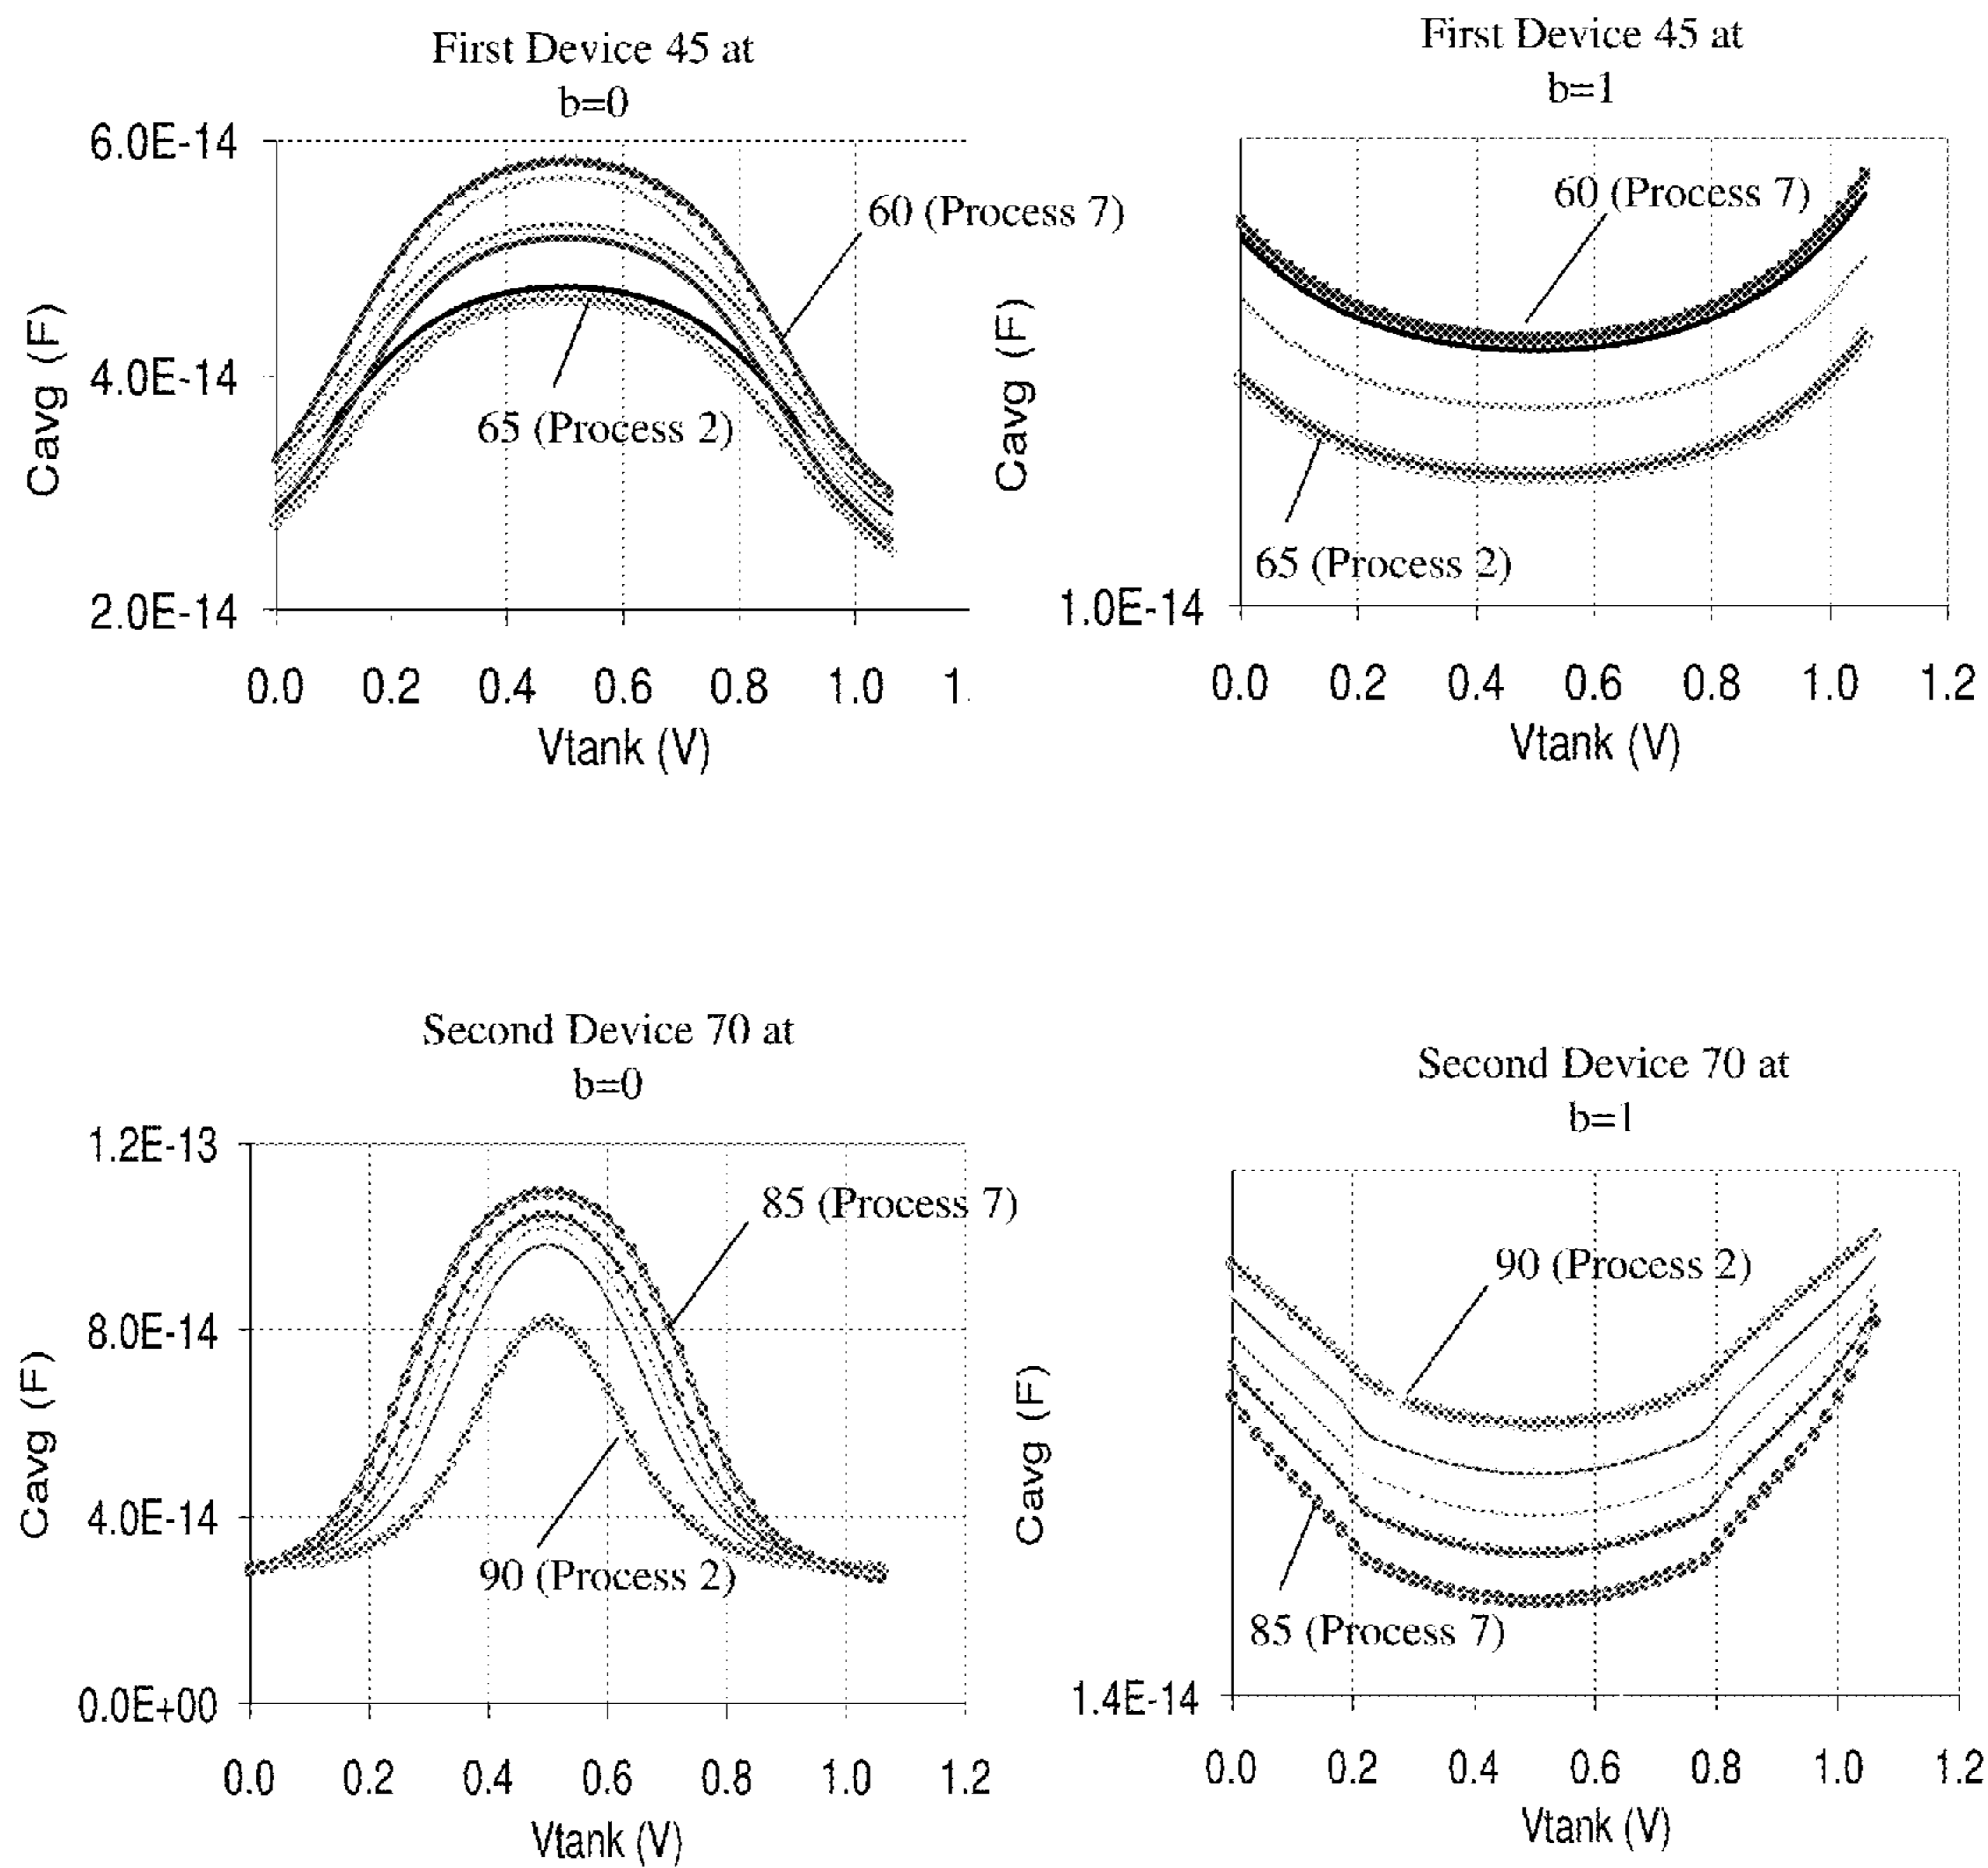 First Device 45 at
b=0
6.0E-14
4.0E-14
2.0E-14
Cavg (F)
60 (Process 7)
65 (Process 2)
0.0 0.2 0.4 0.6 0.8 1.0 1.
Vtank (V)
First Device 45 at
b=1
Cavg (F)
60 (Process 7)
65 (Process 2)
1.0E-14
0.0 0.2 0.4 0.6 0.8 1.0 1.2
Vtank (V)
Second Device 70 at
b=0
1.2E-13
8.0E-14
4.0E-14
0.0E+00
Cavg (F)
85 (Process 7)
90 (Process 2)
0.0 0.2 0.4 0.6 0.8 1.0 1.2
Vtank (V)
Second Device 70 at
b=1
Cavg (F)
90 (Process 2)
85 (Process 7)
1.4E-14
0.0 0.2 0.4 0.6 0.8 1.0 1.2
Vtank (V)